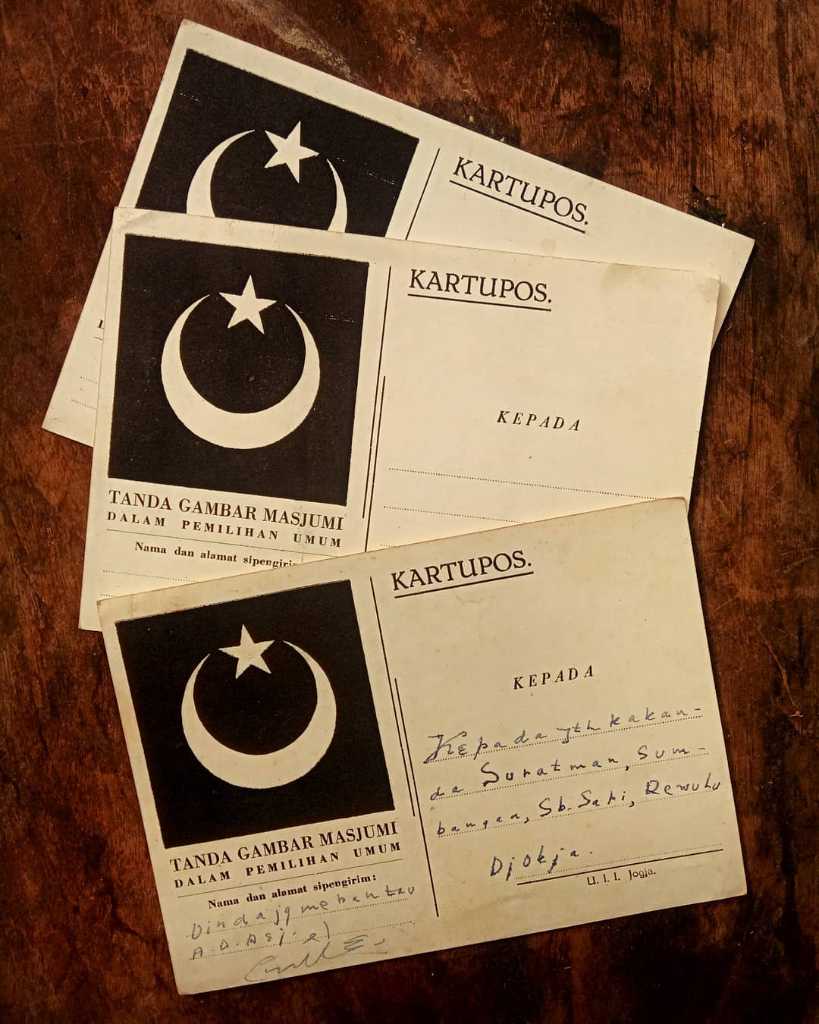 KARTUPOS.
KARTUPOS.
KEPADA
TANDA GAMBAR MASJUMI
DALAM PEMILIHAN UMUM
Nama dan alamat sipengiri
KARTUPOS.
KEPADA
Kepada jth kakan-
da Suratman, Sum-
bangan, Sb. Sari, Rewulu
Djokja.
U. I. I. Jogja.
TANDA GAMBAR MASJUMI
DALAM PEMILIHAN UMUM
Nama dan alamat sipengirim:
Dinda jg merantau